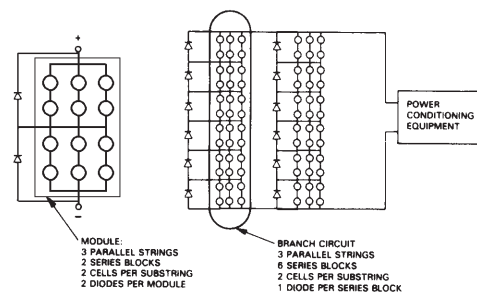 +
−
POWER
CONDITIONING
EQUIPMENT
MODULE:
3 PARALLEL STRINGS
2 SERIES BLOCKS
2 CELLS PER SUBSTRING
2 DIODES PER MODULE
BRANCH CIRCUIT
3 PARALLEL STRINGS
6 SERIES BLOCKS
2 CELLS PER SUBSTRING
1 DIODE PER SERIES BLOCK